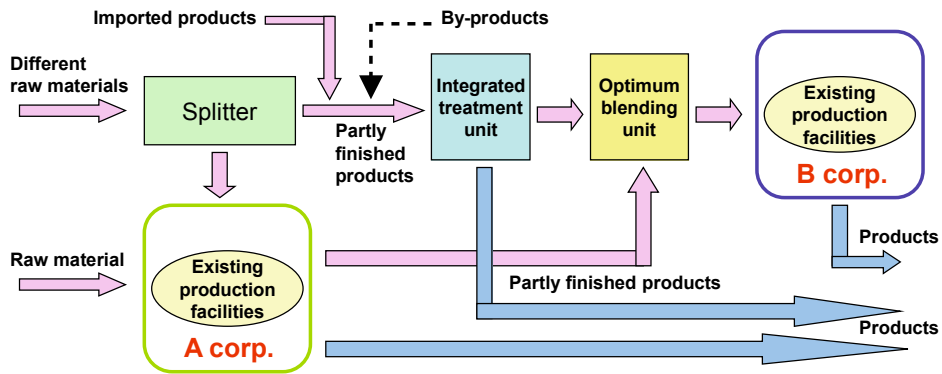 Imported products
By-products
Different
raw materials
Splitter
Partly
finished
products
Integrated
treatment
unit
Optimum
blending
unit
Existing
production
facilities
B corp.
Products
Raw material
Existing
production
facilities
A corp.
Partly finished products
Products